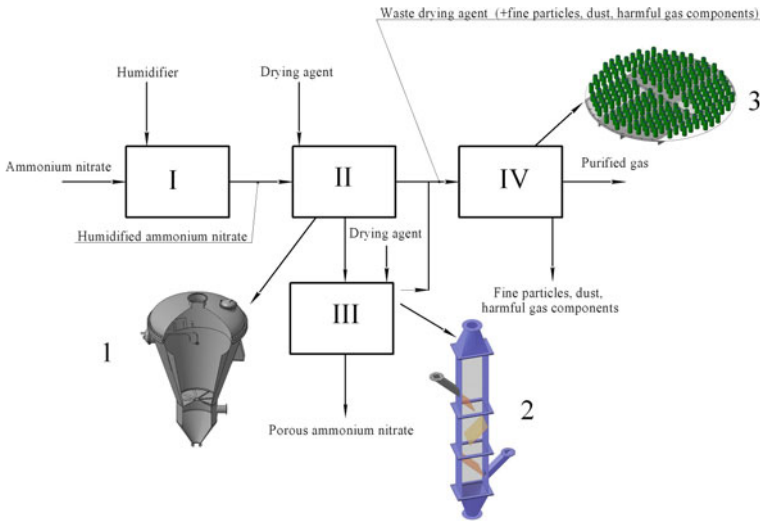 Waste drying agent (+fine particles, dust, harmful gas components)
Humidifier
Drying agent
3
Ammonium nitrate
I
II
IV
Purified gas
Humidified ammonium nitrate
Drying agent
Fine particles, dust,
harmful gas components
III
1
2
Porous ammonium nitrate